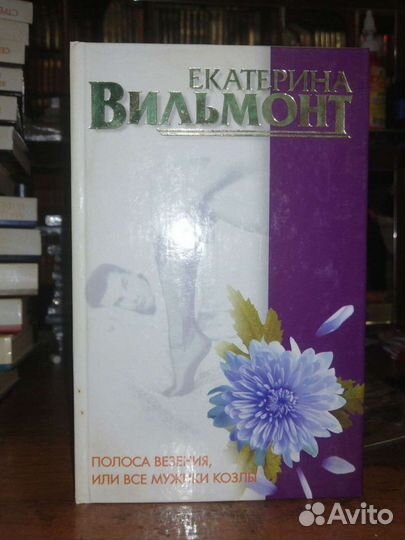 ЕКАТЕРИНА
ВИЛЬМОНТ
ПОЛОСА ВЕЗЕНИЯ,
ИЛИ ВСЕ МУЖИКИ КОЗЛЫ
Avito